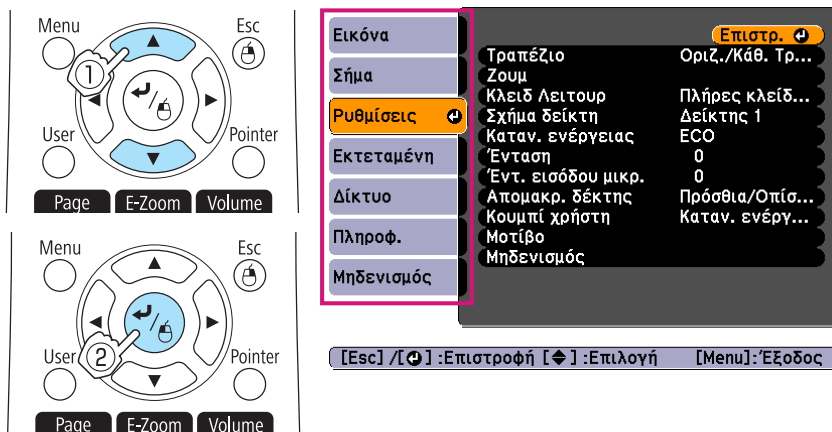 Menu Esc
1
User Pointer
Page E-Zoom Volume
Menu Esc
2
User Pointer
Page E-Zoom Volume
Εικόνα
Σήμα
Ρυθμίσεις
Εκτεταμένη
Δίκτυο
Πληροφ.
Μηδενισμός
Επιστρ.
Τραπέζιο Οριζ./Κάθ. Τρ...
Ζουμ
Κλειδ Λειτουρ Πλήρες κλείδ...
Σχήμα δείκτη Δείκτης 1
Καταν. ενέργειας ECO
Ένταση 0
Έντ. εισόδου μικρ. 0
Απομακρ. δέκτης Πρόσθια/Οπίσ...
Κουμπί χρήστη Καταν. ενέργ...
Μοτίβο
Μηδενισμός
[Esc] /[ ] :Επιστροφή [ ] :Επιλογή [Menu]:Έξοδος